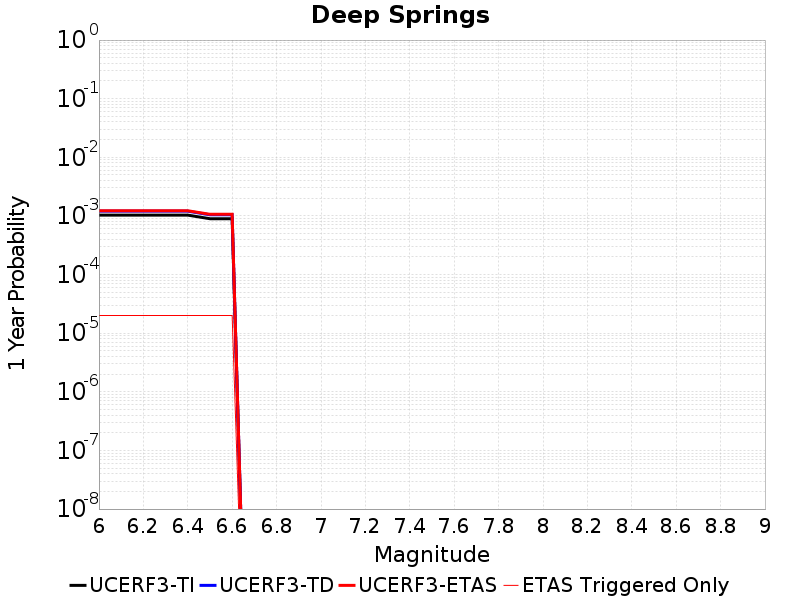 Deep Springs
10^0
10^-1
10^-2
10^-3
10^-4
10^-5
10^-6
10^-7
10^-8
1 Year Probability
6 6.2 6.4 6.6 6.8 7 7.2 7.4 7.6 7.8 8 8.2 8.4 8.6 8.8 9
Magnitude
UCERF3-TI UCERF3-TD UCERF3-ETAS ETAS Triggered Only